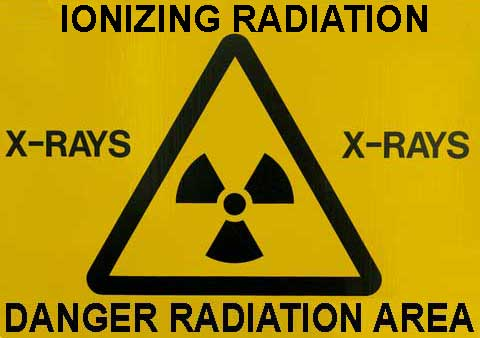 IONIZING RADIATION
X-RAYS X-RAYS
DANGER RADIATION AREA